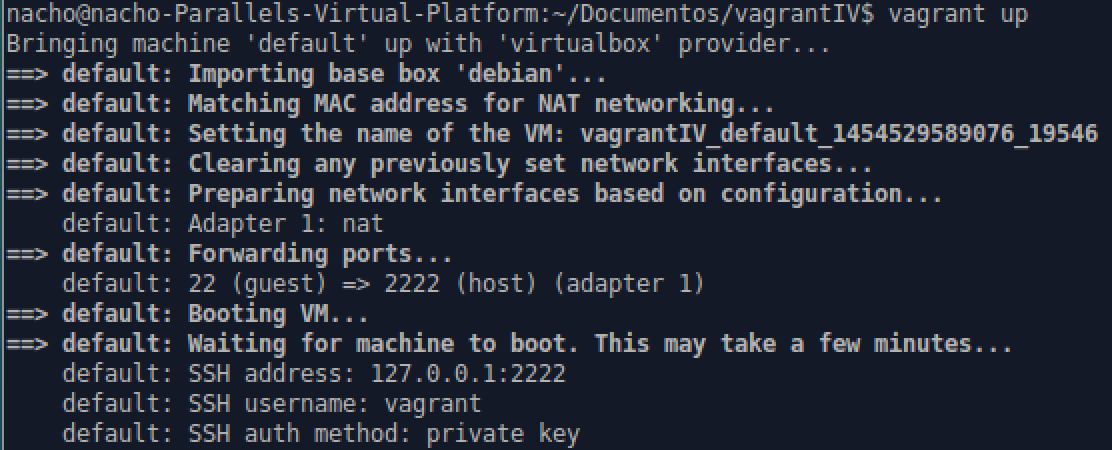 nacho@nacho-Parallels-Virtual-Platform:~/Documentos/vagrantIV$ vagrant up
Bringing machine 'default' up with 'virtualbox' provider...
==> default: Importing base box 'debian'...
==> default: Matching MAC address for NAT networking...
==> default: Setting the name of the VM: vagrantIV_default_1454529589076_19546
==> default: Clearing any previously set network interfaces...
==> default: Preparing network interfaces based on configuration...
    default: Adapter 1: nat
==> default: Forwarding ports...
    default: 22 (guest) => 2222 (host) (adapter 1)
==> default: Booting VM...
==> default: Waiting for machine to boot. This may take a few minutes...
    default: SSH address: 127.0.0.1:2222
    default: SSH username: vagrant
    default: SSH auth method: private key